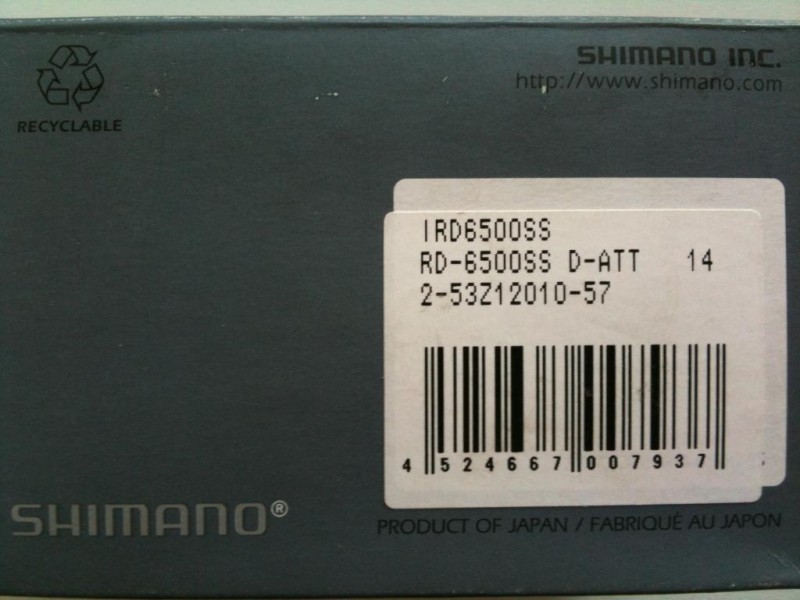 RECYCLABLE
SHIMANO INC.
http://www.shimano.com
IRD6500SS
RD-6500SS D-ATT 14
2-53Z12010-57
4 524667 007937
SHIMANO®
PRODUCT OF JAPAN / FABRIQUÉ AU JAPON